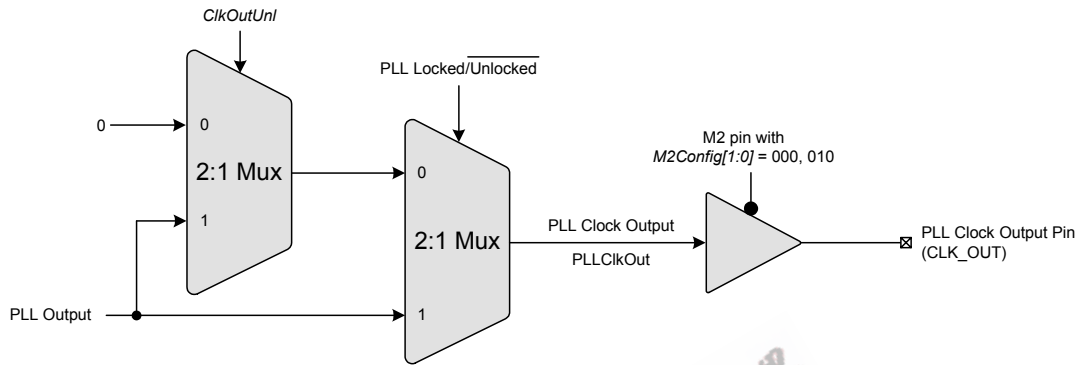 ClkOutUnl
PLL Locked/Unlocked
0
0
2:1 Mux
1
M2 pin with
M2Config[1:0] = 000, 010
0
2:1 Mux
1
PLL Clock Output
PLLClkOut
PLL Clock Output Pin
(CLK_OUT)
PLL Output